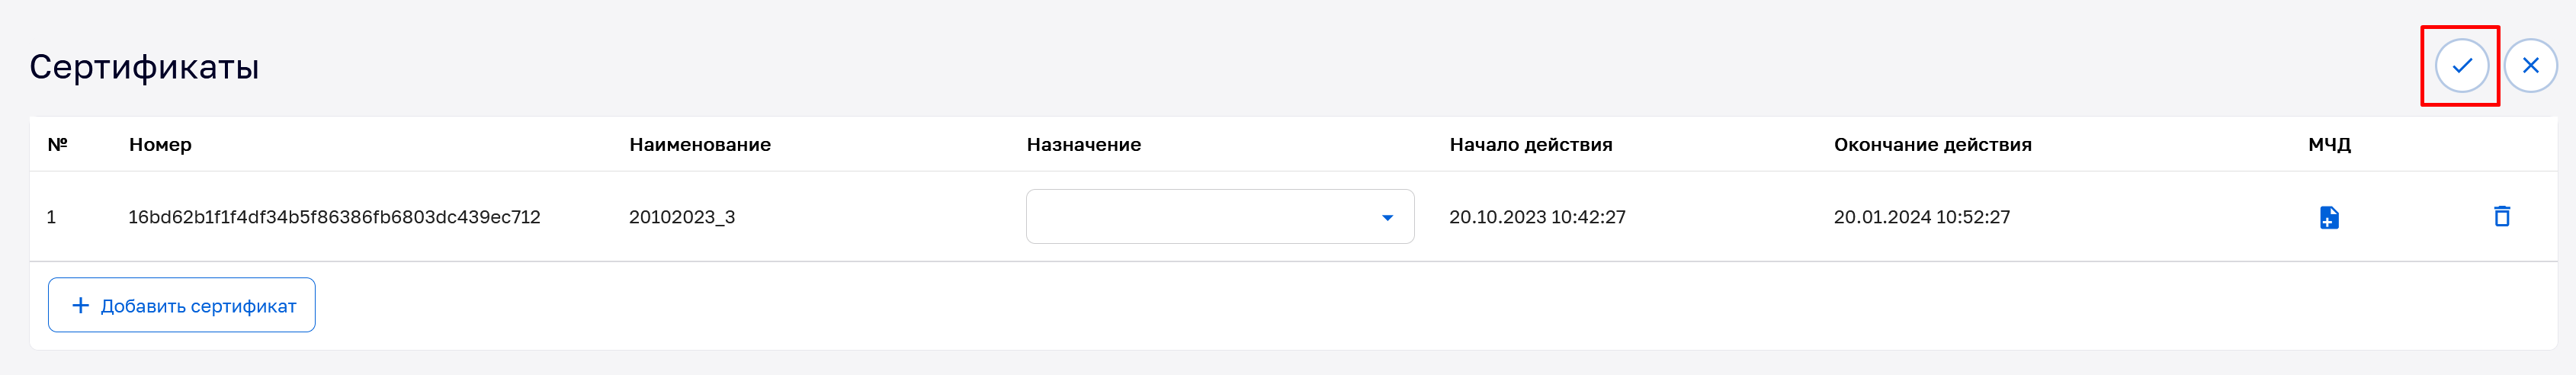 Сертификаты
№ Номер Наименование Назначение Начало действия Окончание действия МЧД
1 16bd62b1f1f4df34b5f86386fb6803dc439ec712 20102023_3 20.10.2023 10:42:27 20.01.2024 10:52:27
+ Добавить сертификат